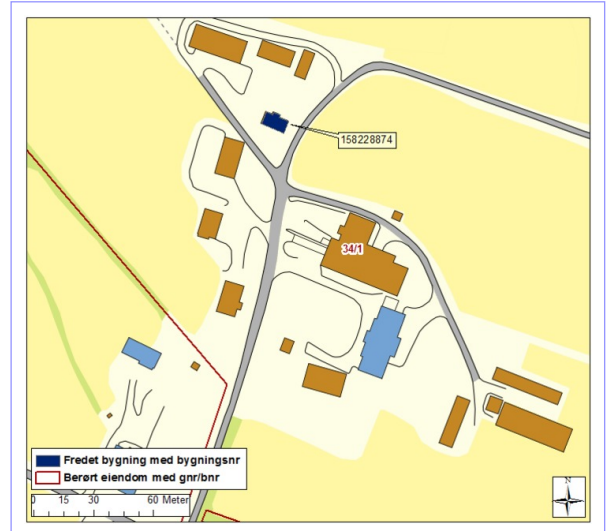 158228874
34/1
Fredet bygning med bygningsnr
Berørt eiendom med gnr/bnr
0 15 30 60 Meter
N